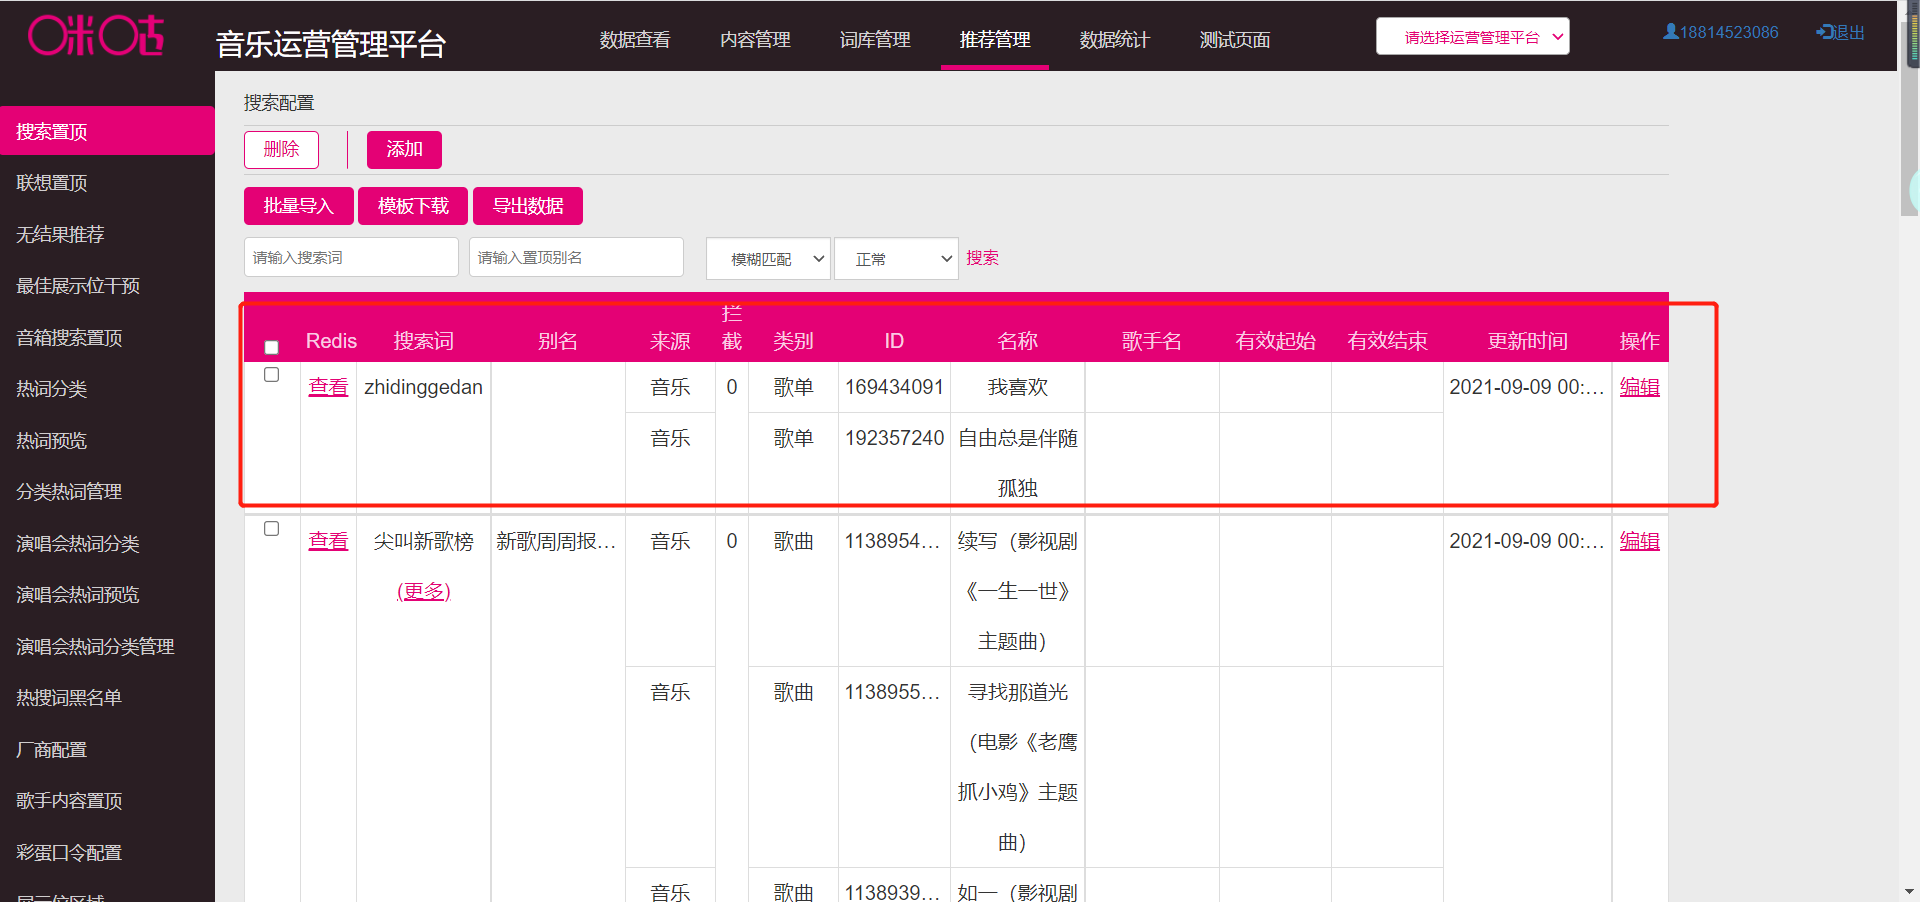 咪咕
音乐运营管理平台
数据查看
内容管理
词库管理
推荐管理
数据统计
测试页面
请选择运营管理平台
18814523086
退出
搜索置顶
联想置顶
无结果推荐
最佳展示位干预
音箱搜索置顶
热词分类
热词预览
分类热词管理
演唱会热词分类
演唱会热词预览
演唱会热词分类管理
热搜词黑名单
厂商配置
歌手内容置顶
彩蛋口令配置
展示位区域
搜索配置
删除
添加
批量导入 模板下载 导出数据
请输入搜索词 请输入置顶别名 模糊匹配 正常 搜索
Redis 搜索词 别名 来源 拦截 类别 ID 名称 歌手名 有效起始 有效结束 更新时间 操作
查看 zhidinggedan 音乐 0 歌单 169434091 我喜欢 2021-09-09 00:... 编辑
音乐 歌单 192357240 自由总是伴随
孤独
查看 尖叫新歌榜 新歌周周报... 音乐 0 歌曲 1138954... 续写（影视剧 2021-09-09 00:... 编辑
(更多) 《一生一世》
主题曲）
音乐 歌曲 1138955... 寻找那道光
（电影《老鹰
抓小鸡》主题
曲）
音乐 歌曲 1138939... 如一（影视剧